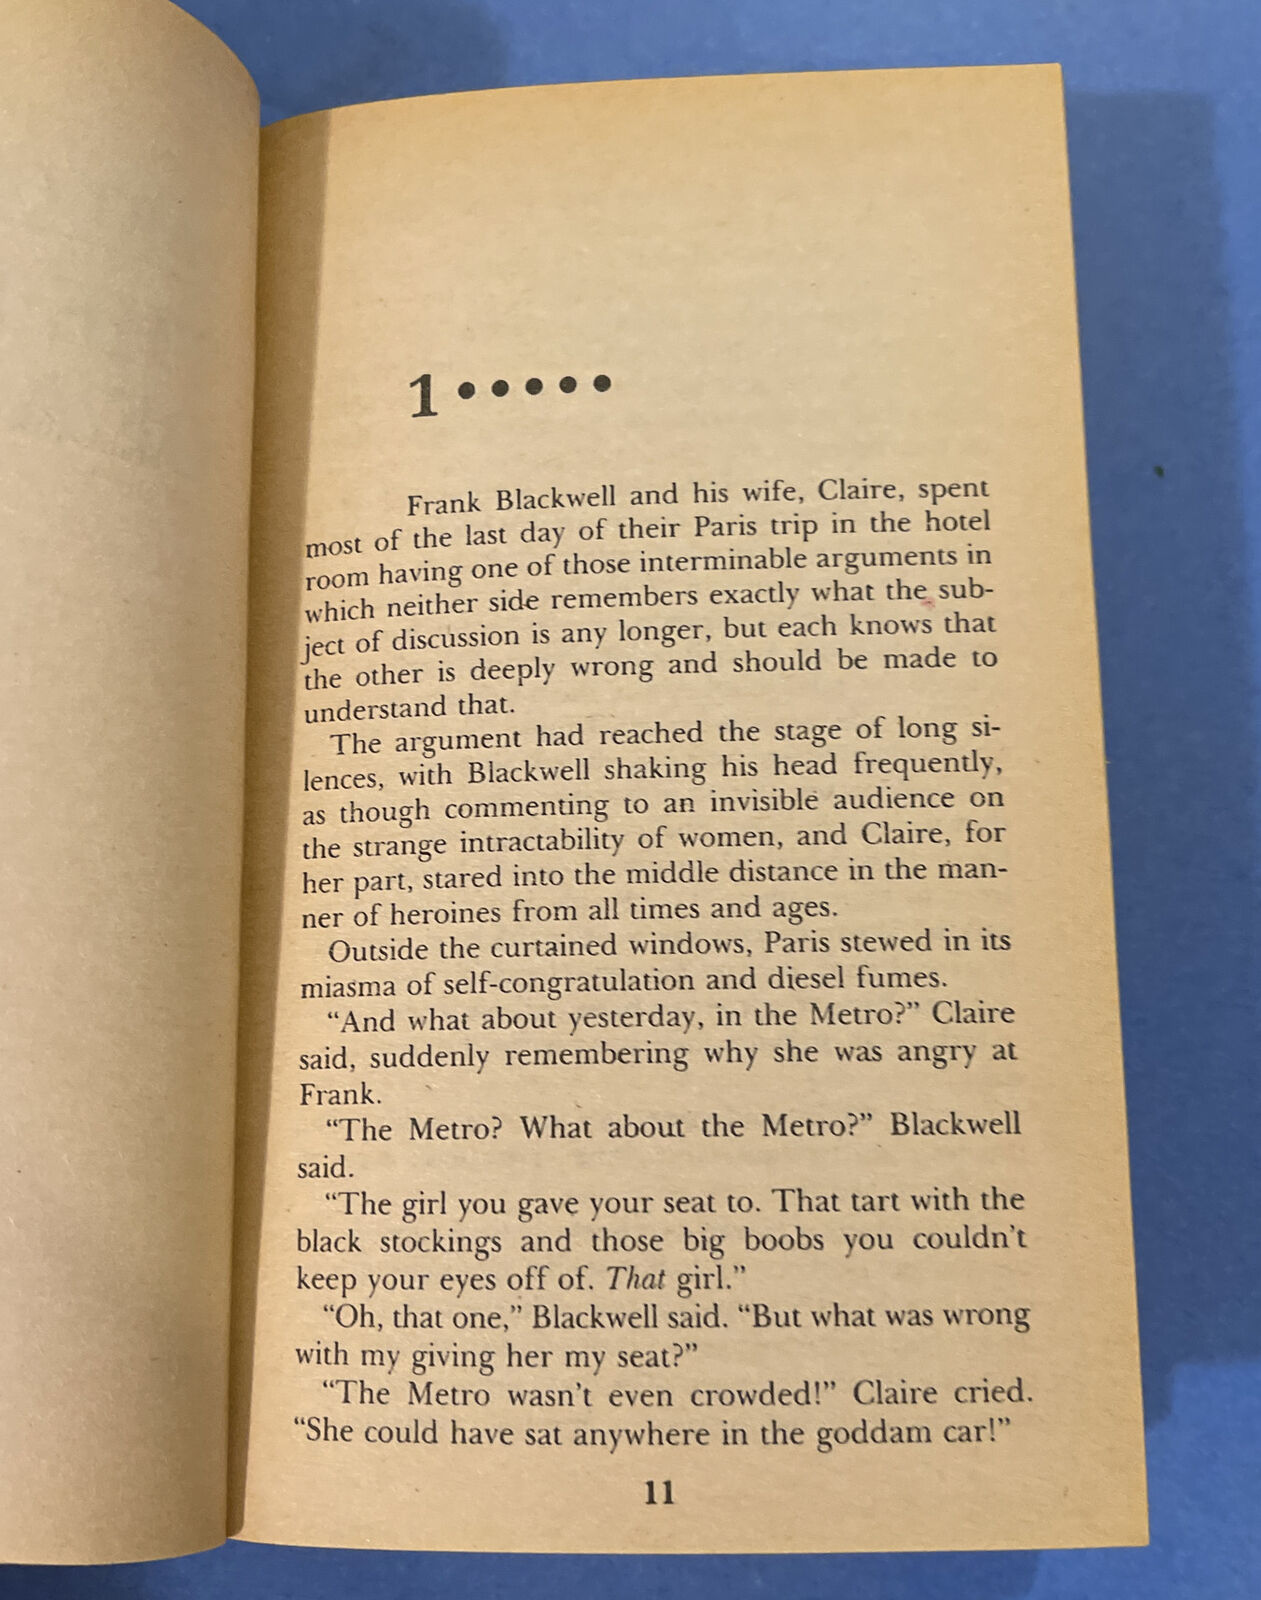 1 • • • • •
Frank Blackwell and his wife, Claire, spent
most of the last day of their Paris trip in the hotel
room having one of those interminable arguments in
which neither side remembers exactly what the sub-
ject of discussion is any longer, but each knows that
the other is deeply wrong and should be made to
understand that.
The argument had reached the stage of long si-
lences, with Blackwell shaking his head frequently,
as though commenting to an invisible audience on
the strange intractability of women, and Claire, for
her part, stared into the middle distance in the man-
ner of heroines from all times and ages.
Outside the curtained windows, Paris stewed in its
miasma of self-congratulation and diesel fumes.
“And what about yesterday, in the Metro?” Claire
said, suddenly remembering why she was angry at
Frank.
“The Metro? What about the Metro?” Blackwell
said.
“The girl you gave your seat to. That tart with the
black stockings and those big boobs you couldn’t
keep your eyes off of. That girl.”
“Oh, that one,” Blackwell said. “But what was wrong
with my giving her my seat?”
“The Metro wasn’t even crowded!” Claire cried.
“She could have sat anywhere in the goddam car!”
11